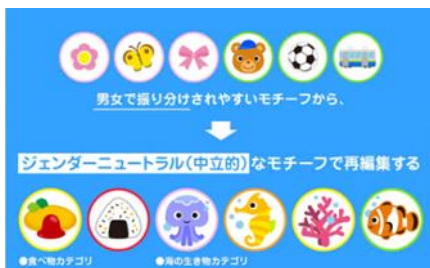 男女で振り分けされやすいモチーフから、
ジェンダーニュートラル(中立的)なモチーフで再編集する
●食べ物カテゴリ ●海の生き物カテゴリ